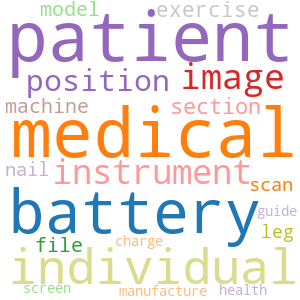 model exercise
patient
position image
machine section
medical
nail instrument
scan
battery
guide
file leg
charge
individual
screen manufacture health